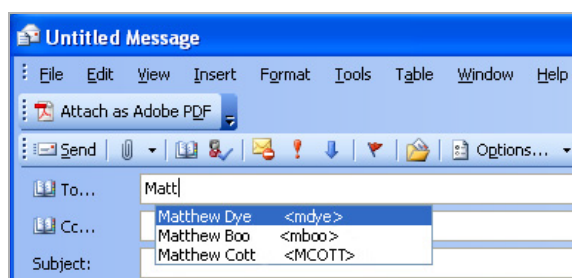 Untitled Message
File Edit View Insert Format Tools Table Window Help
Attach as Adobe PDF
Send Options...
To... Matt
Matthew Dye <mdye>
Cc... Matthew Boo <mboo>
Matthew Cott <MCOTT>
Subject: